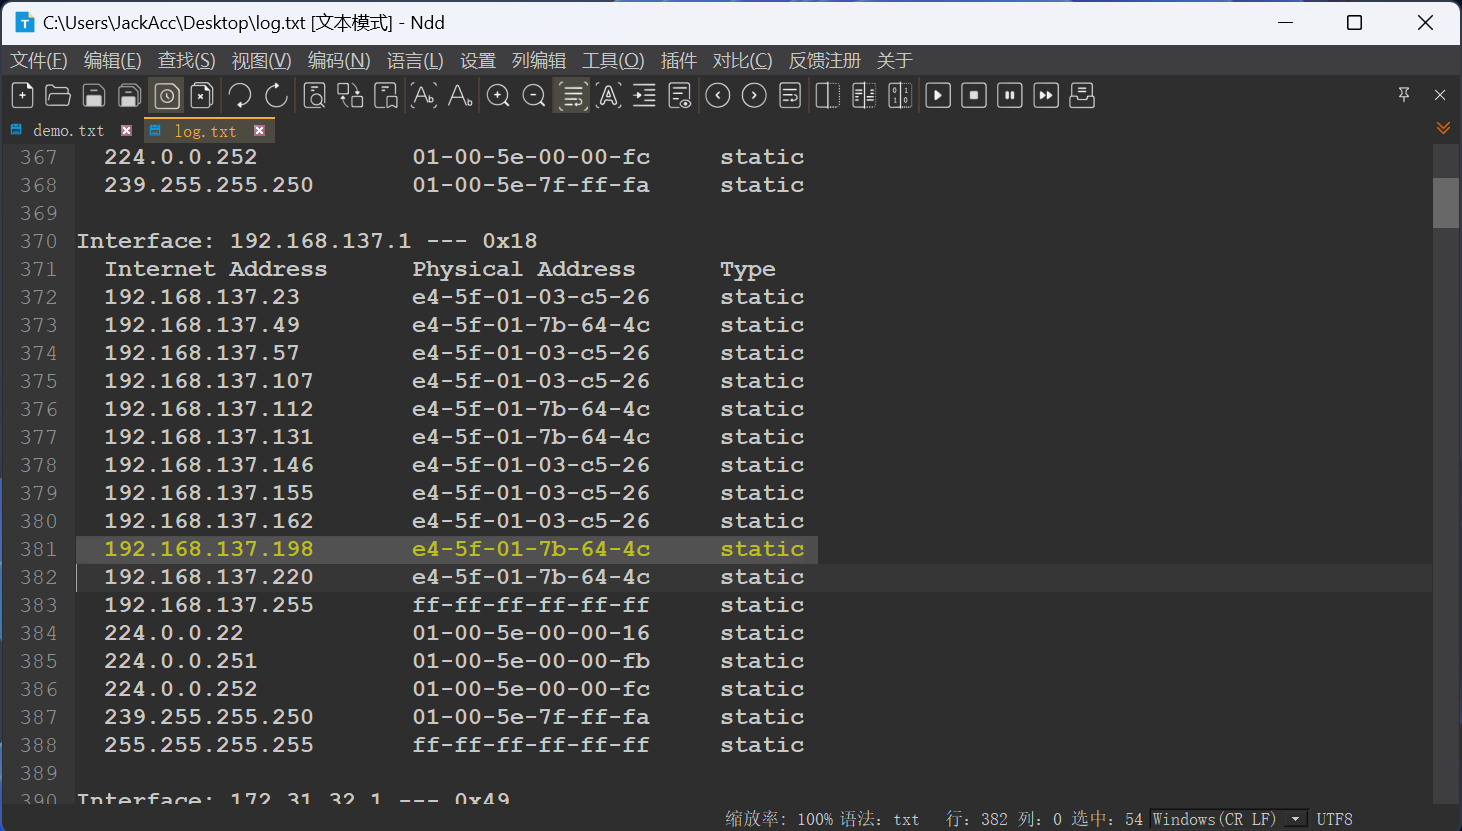 C:\Users\JackAcc\Desktop\log.txt [文本模式] - Ndd
文件(F) 编辑(E) 查找(S) 视图(V) 编码(N) 语言(L) 设置 列编辑 工具(O) 插件 对比(C) 反馈注册 关于
demo.txt log.txt
367 224.0.0.252 01-00-5e-00-00-fc static
368 239.255.255.250 01-00-5e-7f-ff-fa static
369
370 Interface: 192.168.137.1 --- 0x18
371 Internet Address Physical Address Type
372 192.168.137.23 e4-5f-01-03-c5-26 static
373 192.168.137.49 e4-5f-01-7b-64-4c static
374 192.168.137.57 e4-5f-01-03-c5-26 static
375 192.168.137.107 e4-5f-01-03-c5-26 static
376 192.168.137.112 e4-5f-01-7b-64-4c static
377 192.168.137.131 e4-5f-01-7b-64-4c static
378 192.168.137.146 e4-5f-01-03-c5-26 static
379 192.168.137.155 e4-5f-01-03-c5-26 static
380 192.168.137.162 e4-5f-01-03-c5-26 static
381 192.168.137.198 e4-5f-01-7b-64-4c static
382 192.168.137.220 e4-5f-01-7b-64-4c static
383 192.168.137.255 ff-ff-ff-ff-ff-ff static
384 224.0.0.22 01-00-5e-00-00-16 static
385 224.0.0.251 01-00-5e-00-00-fb static
386 224.0.0.252 01-00-5e-00-00-fc static
387 239.255.255.250 01-00-5e-7f-ff-fa static
388 255.255.255.255 ff-ff-ff-ff-ff-ff static
389
390 Interface: 172.31.32.1 --- 0x49
缩放率: 100% 语法: txt 行: 382 列: 0 选中: 54 Windows(CR LF) UTF8